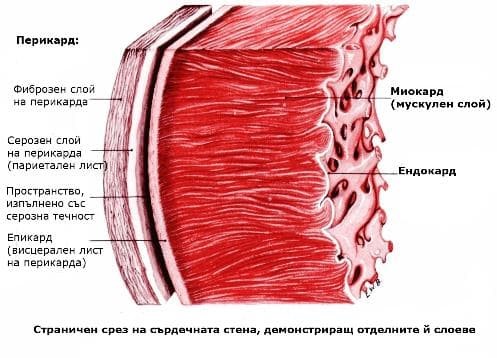 Перикард:
Фиброзен слой
на перикарда
Серозен слой
на перикарда
(париетален лист)
Пространство,
изпълнено със
серозна течност
Епикард
(висцерален лист
на перикарда)
Миокард
(мускулен слой)
Ендокард
Страничен срез на сърдечната стена, демонстриращ отделните й слоеве